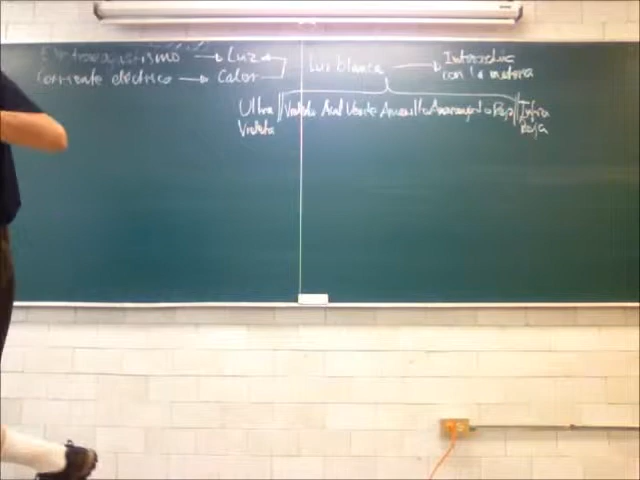 Electromagnetismo → Luz
Corriente eléctrica → Calor
Luz blanca → Interacción
con la materia
Ultra
Violeta
Violeta Azul Verde Amarillo Anaranjado Rojo
Infra
Rojo